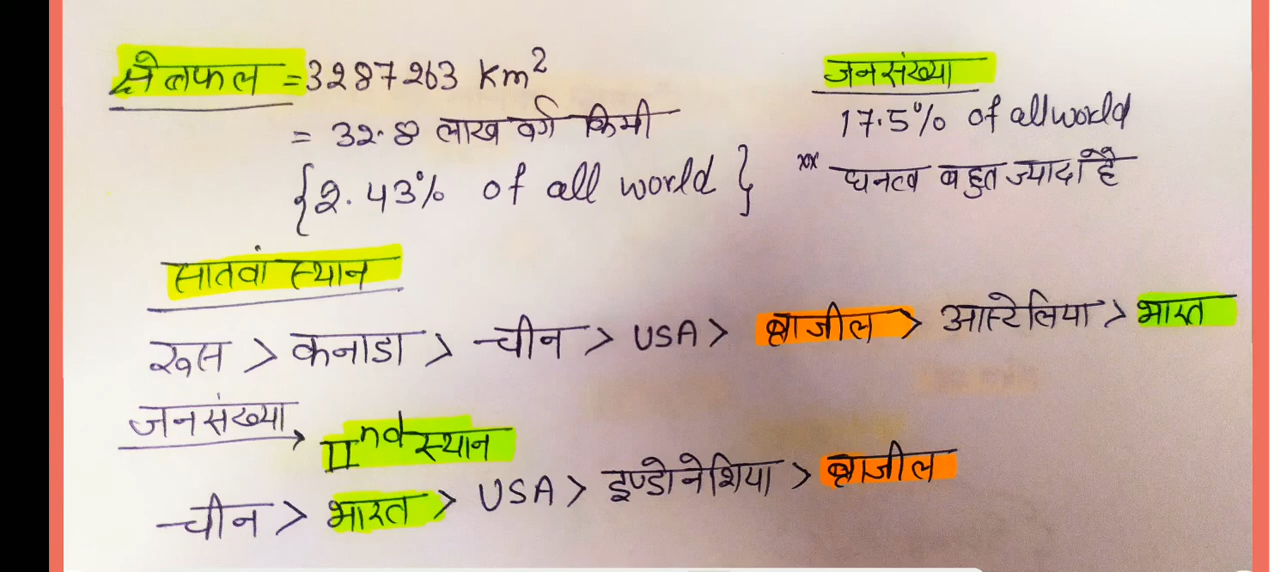 क्षेत्रफल = 3287263 Km²
= 32.8 लाख वर्ग किमी
{2.43% of all world}
जनसंख्या
17.5% of all world
xx घनत्व बहुत ज्यादा है
सातवां स्थान
रूस > कनाडा > चीन > USA > ब्राजील > आस्ट्रेलिया > भारत
जनसंख्या →
IInd स्थान
चीन > भारत > USA > इण्डोनेशिया > ब्राजील